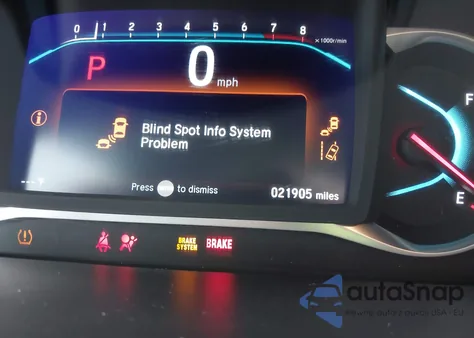 0 1 2 3 4 5 6 7 8 x1000r/min
P 0 mph
F
Blind Spot Info System
Problem
E
Press to dismiss 021905 miles
BRAKE
SYSTEM BRAKE
autoSnap